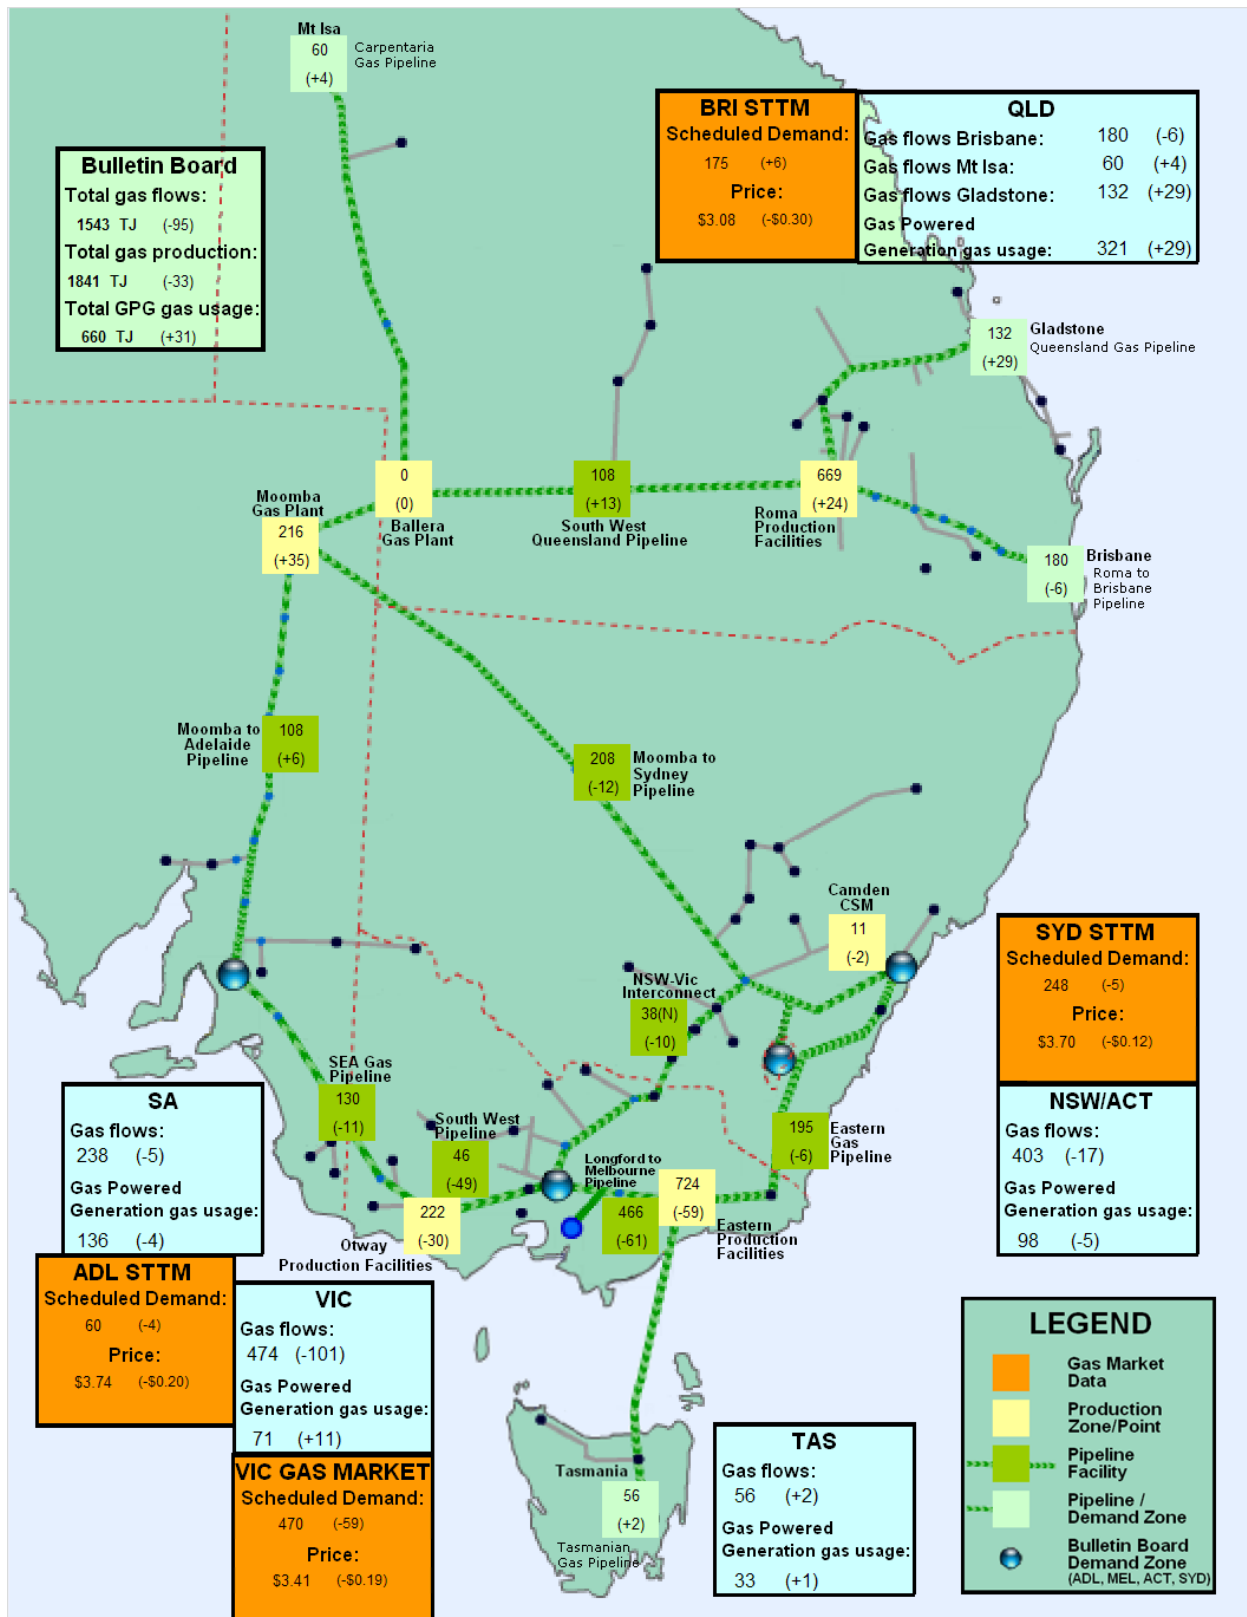 Mt Isa
60
(+4)
Carpentaria
Gas Pipeline
Bulletin Board
Total gas flows:
1543 TJ (-95)
Total gas production:
1841 TJ (-33)
Total GPG gas usage:
660 TJ (+31)
BRI STTM
Scheduled Demand:
175 (+6)
Price:
$3.08 (-$0.30)
QLD
Gas flows Brisbane: 180 (-6)
Gas flows Mt Isa: 60 (+4)
Gas flows Gladstone: 132 (+29)
Gas Powered
Generation gas usage: 321 (+29)
132
(+29)
Gladstone
Queensland Gas Pipeline
Moomba
Gas Plant
216
(+35)
0
(0)
Ballera
Gas Plant
108
(+13)
South West
Queensland Pipeline
669
(+24)
Roma
Production
Facilities
180
(-6)
Brisbane
Roma to
Brisbane
Pipeline
Moomba to
Adelaide
Pipeline
108
(+6)
208
(-12)
Moomba to
Sydney
Pipeline
Camden
CSM
11
(-2)
NSW-Vic
Interconnect
38(N)
(-10)
SYD STTM
Scheduled Demand:
248 (-5)
Price:
$3.70 (-$0.12)
NSW/ACT
Gas flows:
403 (-17)
Gas Powered
Generation gas usage:
98 (-5)
SEA Gas
Pipeline
130
(-11)
South West
Pipeline
46
(-49)
Longford to
Melbourne
Pipeline
466
(-61)
724
(-59)
Eastern
Production
Facilities
195
(-6)
Eastern
Gas
Pipeline
222
(-30)
Otway
Production Facilities
SA
Gas flows:
238 (-5)
Gas Powered
Generation gas usage:
136 (-4)
ADL STTM
Scheduled Demand:
60 (-4)
Price:
$3.74 (-$0.20)
VIC
Gas flows:
474 (-101)
Gas Powered
Generation gas usage:
71 (+11)
VIC GAS MARKET
Scheduled Demand:
470 (-59)
Price:
$3.41 (-$0.19)
Tasmania
56
(+2)
Tasmanian
Gas Pipeline
TAS
Gas flows:
56 (+2)
Gas Powered
Generation gas usage:
33 (+1)
LEGEND
Gas Market
Data
Production
Zone/Point
Pipeline
Facility
Pipeline /
Demand Zone
Bulletin Board
Demand Zone
(ADL, MEL, ACT, SYD)